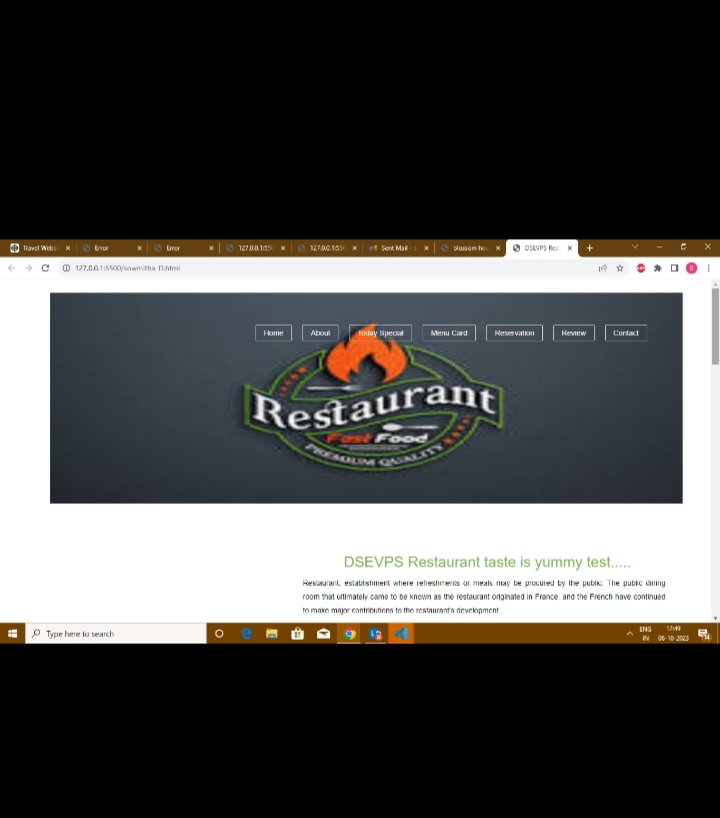 Travel Webs
Error
Error
127.0.0.1:55
127.0.0.1:55
Sent Mail - s
blossom ho
DSEVPS Res
127.0.0.1:5500/sowmitha_D.html
Home
About
Today Special
Menu Card
Reservation
Review
Contact
Restaurant
Fast Food
PREMIUM QUALITY
DSEVPS Restaurant taste is yummy test.....
Restaurant, establishment where refreshments or meals may be procured by the public. The public dining
room that ultimately came to be known as the restaurant originated in France, and the French have continued
to make major contributions to the restaurant's development
Type here to search
ENG
IN
06-10-2023